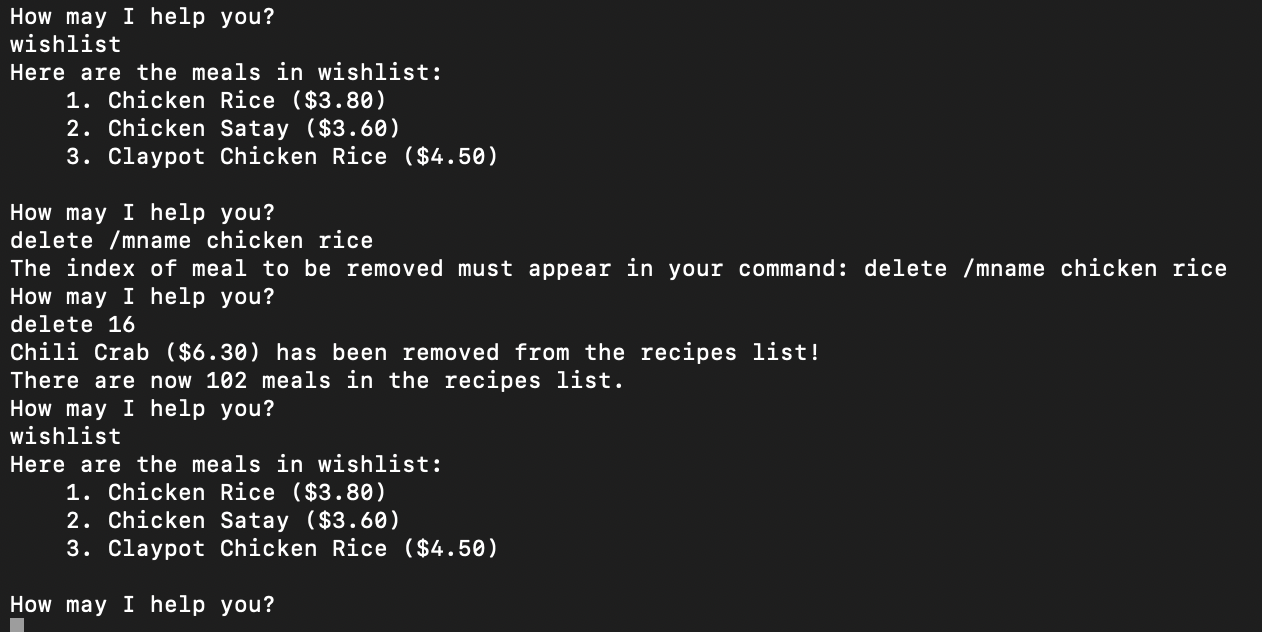 How may I help you?
wishlist
Here are the meals in wishlist:
    1. Chicken Rice ($3.80)
    2. Chicken Satay ($3.60)
    3. Claypot Chicken Rice ($4.50)

How may I help you?
delete /mname chicken rice
The index of meal to be removed must appear in your command: delete /mname chicken rice
How may I help you?
delete 16
Chili Crab ($6.30) has been removed from the recipes list!
There are now 102 meals in the recipes list.
How may I help you?
wishlist
Here are the meals in wishlist:
    1. Chicken Rice ($3.80)
    2. Chicken Satay ($3.60)
    3. Claypot Chicken Rice ($4.50)

How may I help you?